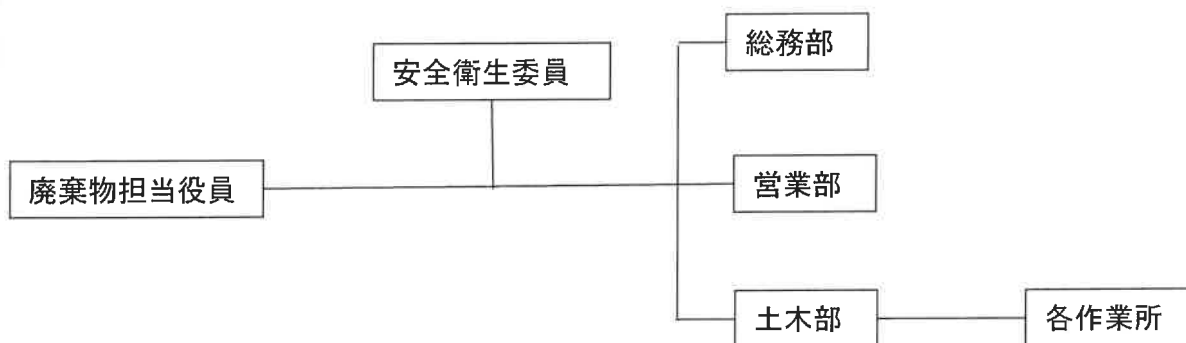 総務部
安全衛生委員
廃棄物担当役員
営業部
土木部
各作業所